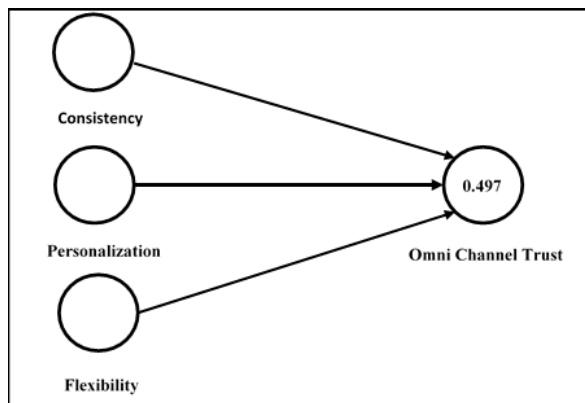 Consistency
0.497
Personalization
Omni Channel Trust
Flexibility